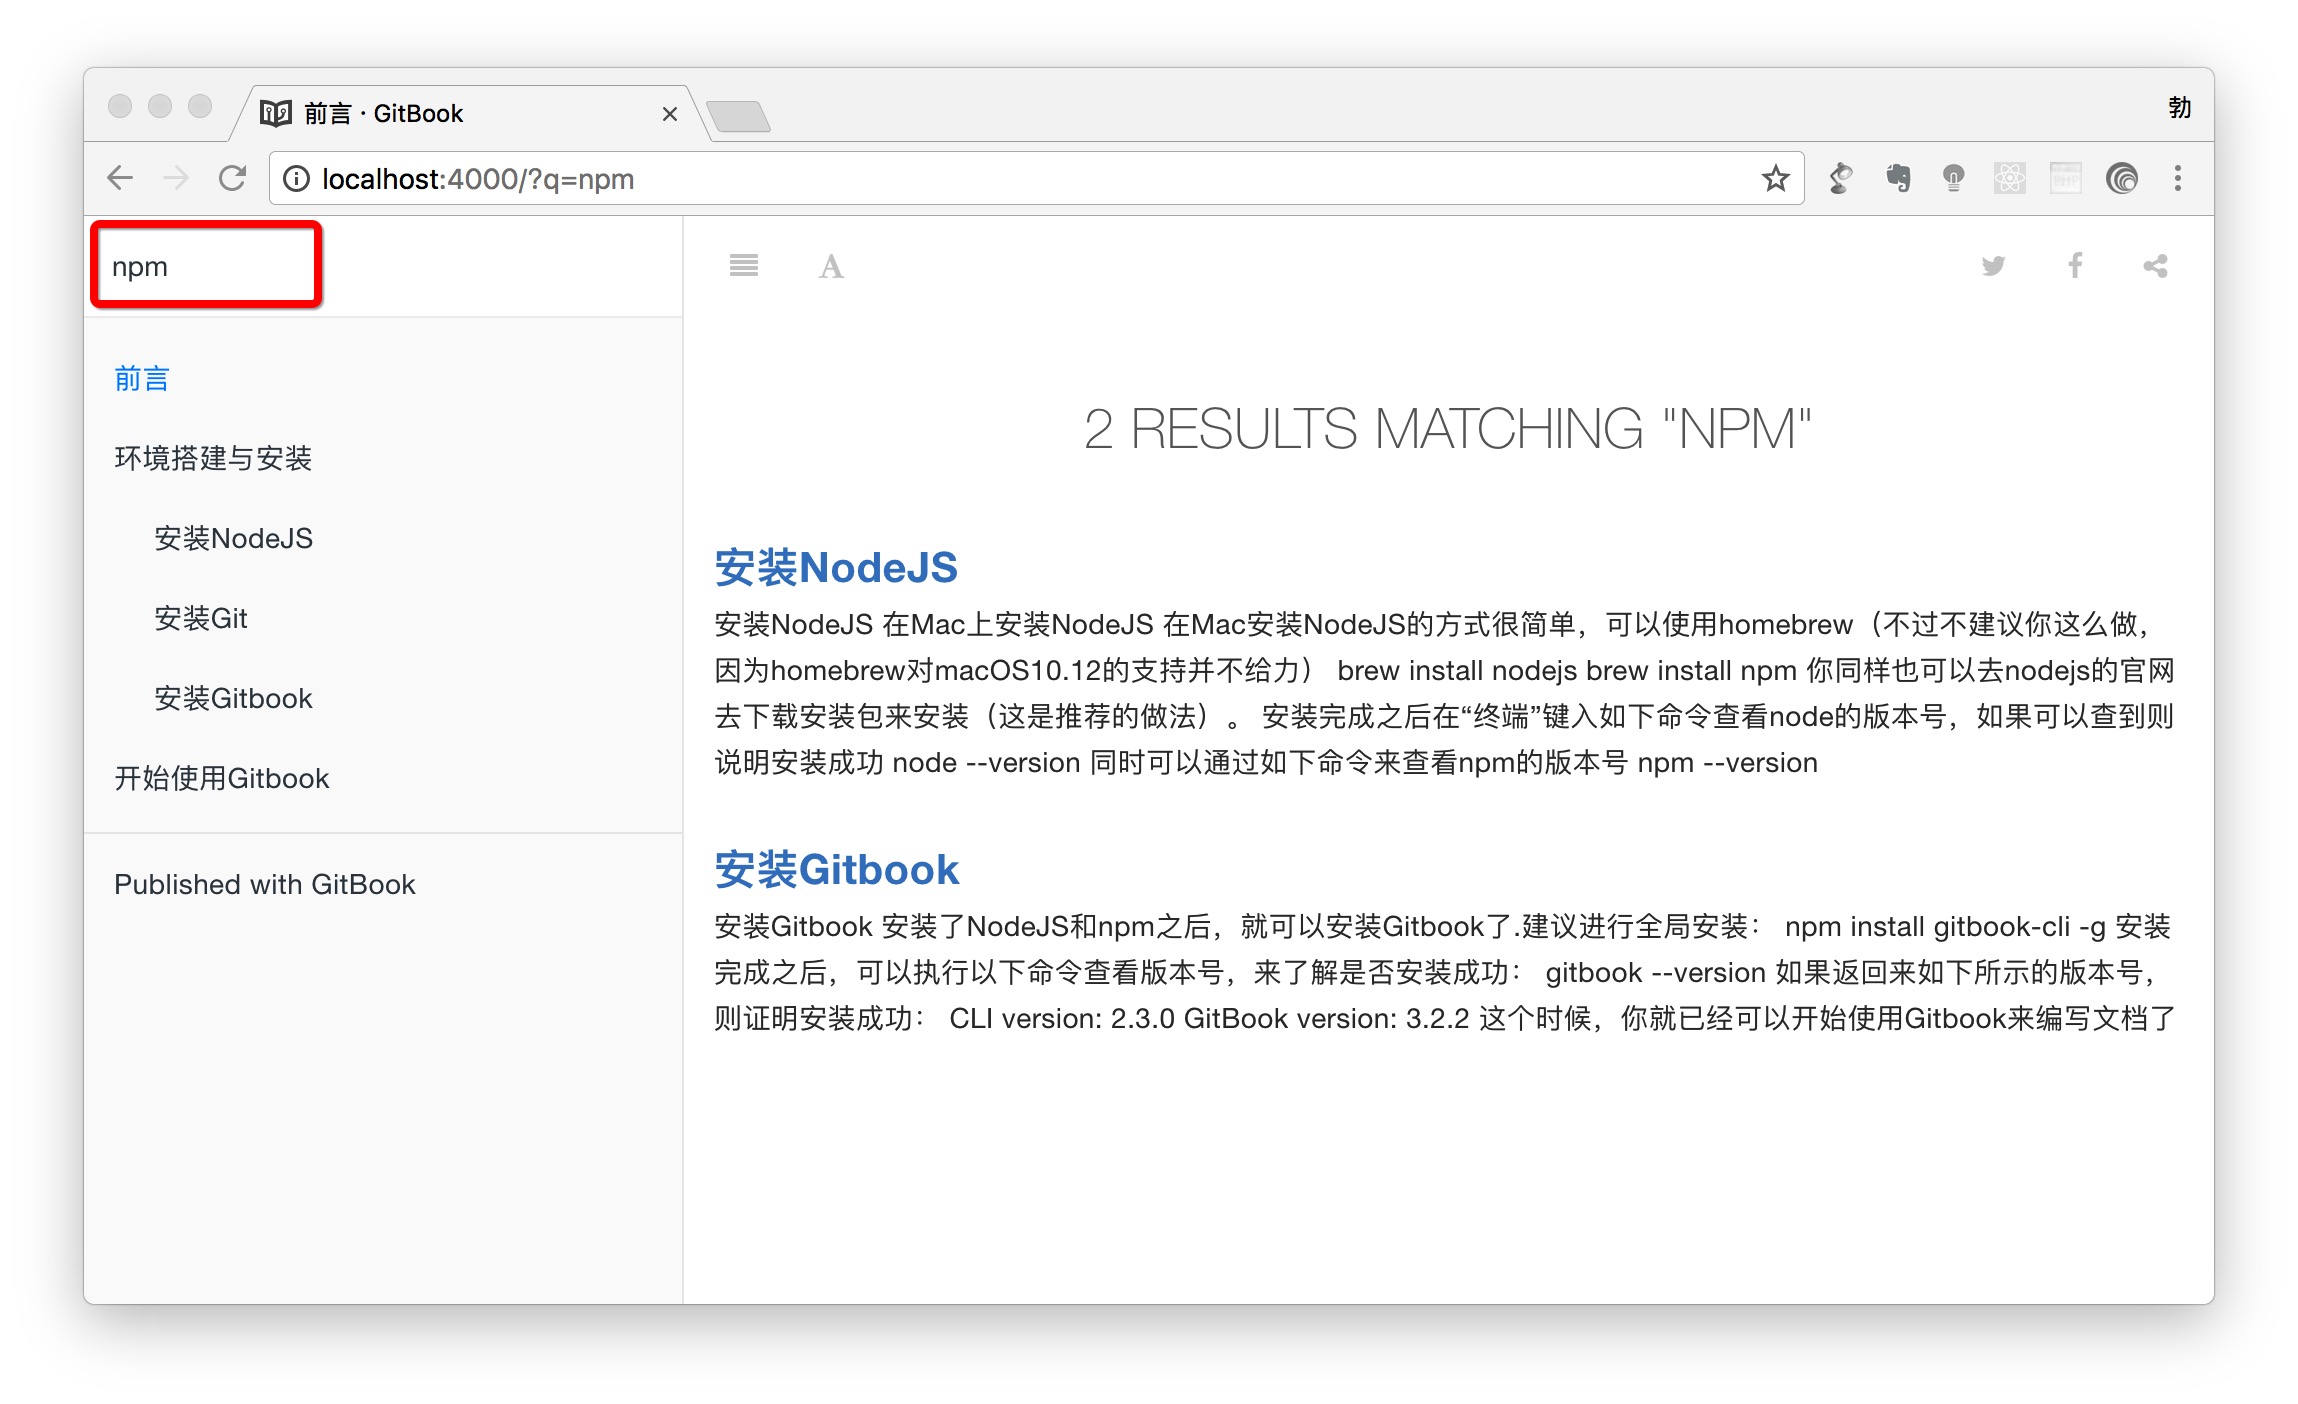 前言 · GitBook
勃
localhost:4000/?q=npm
npm
前言
环境搭建与安装
安装NodeJS
安装Git
安装Gitbook
开始使用Gitbook
Published with GitBook
A
2 RESULTS MATCHING "NPM"
安装NodeJS
安装NodeJS 在Mac上安装NodeJS 在Mac安装NodeJS的方式很简单，可以使用homebrew（不过不建议你这么做，
因为homebrew对macOS10.12的支持并不给力） brew install nodejs brew install npm 你同样也可以去nodejs的官网
去下载安装包来安装（这是推荐的做法）。 安装完成之后在“终端”键入如下命令查看node的版本号，如果可以查到则
说明安装成功 node --version 同时可以通过如下命令来查看npm的版本号 npm --version
安装Gitbook
安装Gitbook 安装了NodeJS和npm之后，就可以安装Gitbook了.建议进行全局安装： npm install gitbook-cli -g 安装
完成之后，可以执行以下命令查看版本号，来了解是否安装成功： gitbook --version 如果返回来如下所示的版本号，
则证明安装成功： CLI version: 2.3.0 GitBook version: 3.2.2 这个时候，你就已经可以开始使用Gitbook来编写文档了